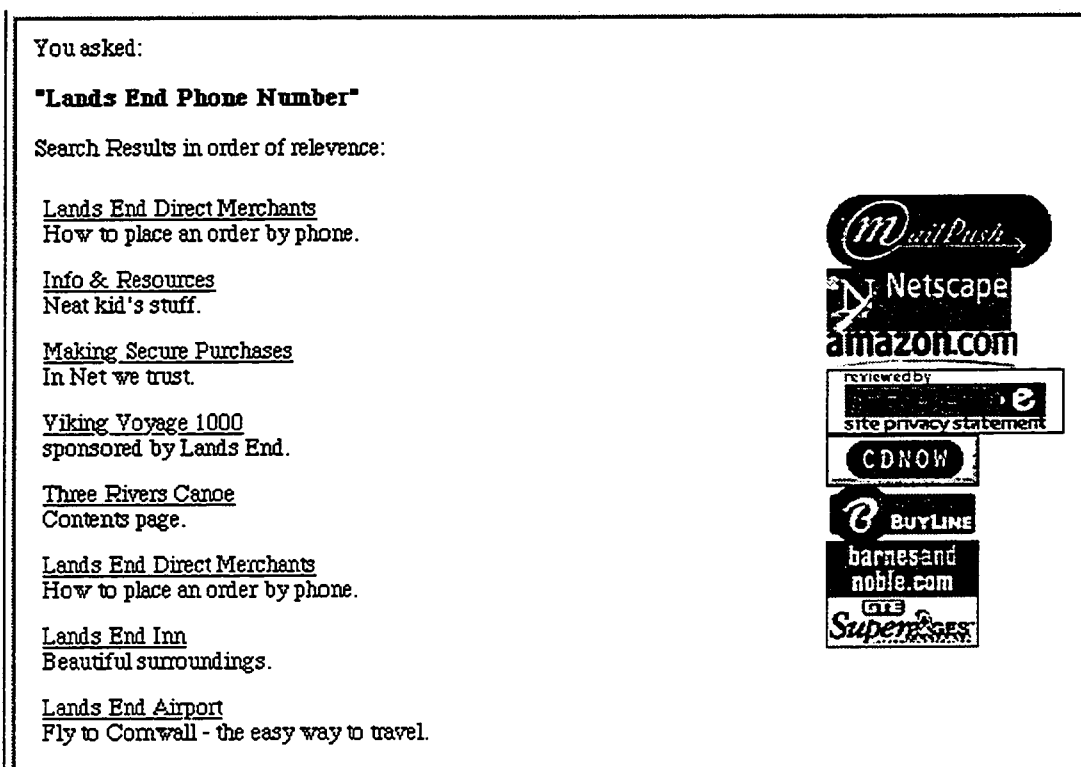 You asked:
"Lands End Phone Number"
Search Results in order of relevence:
Lands End Direct Merchants
How to place an order by phone.
Info & Resources
Neat kid's stuff.
Making Secure Purchases
In Net we trust.
Viking Voyage 1000
sponsored by Lands End.
Three Rivers Canoe
Contents page.
Lands End Direct Merchants
How to place an order by phone.
Lands End Inn
Beautiful surroundings.
Lands End Airport
Fly to Cornwall - the easy way to travel.
mailPush
N Netscape
amazon.com
reviewed by
e
site privacy statement
CDNOW
B BUYLINE
barnesand
noble.com
GTE
SuperPAGES